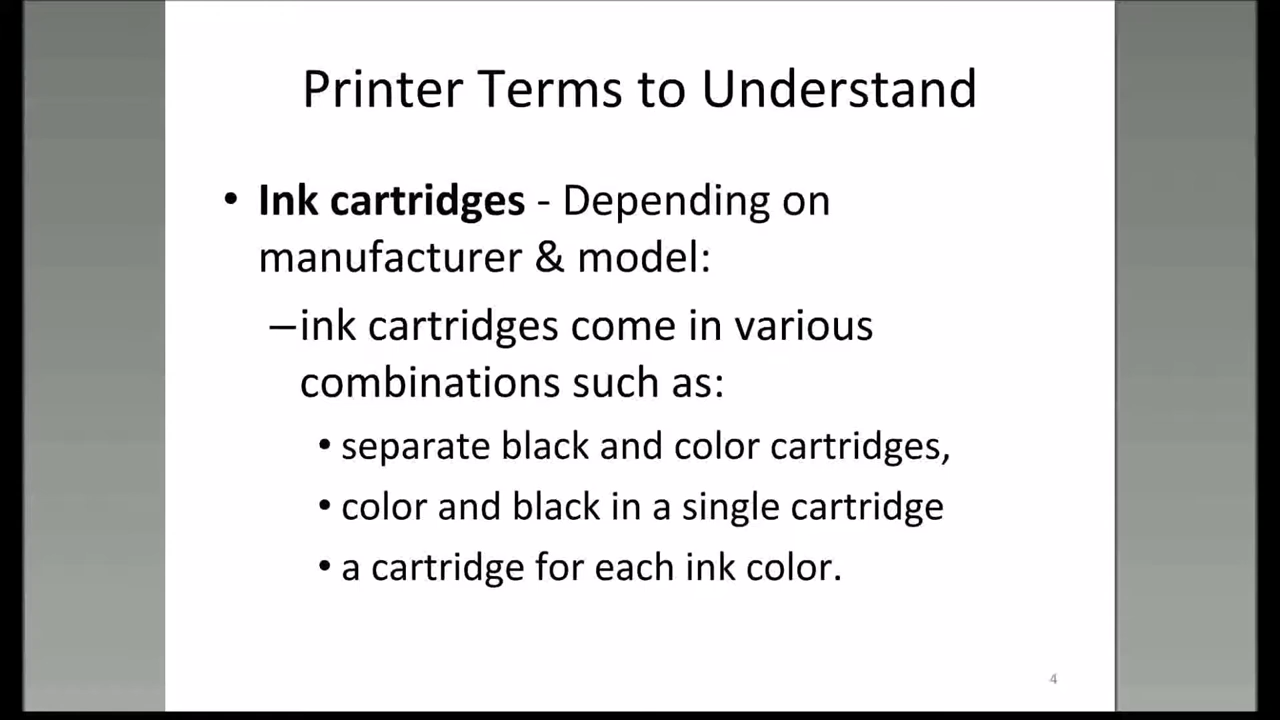 Printer Terms to Understand
• Ink cartridges - Depending on
manufacturer & model:
–ink cartridges come in various
combinations such as:
• separate black and color cartridges,
• color and black in a single cartridge
• a cartridge for each ink color.
4